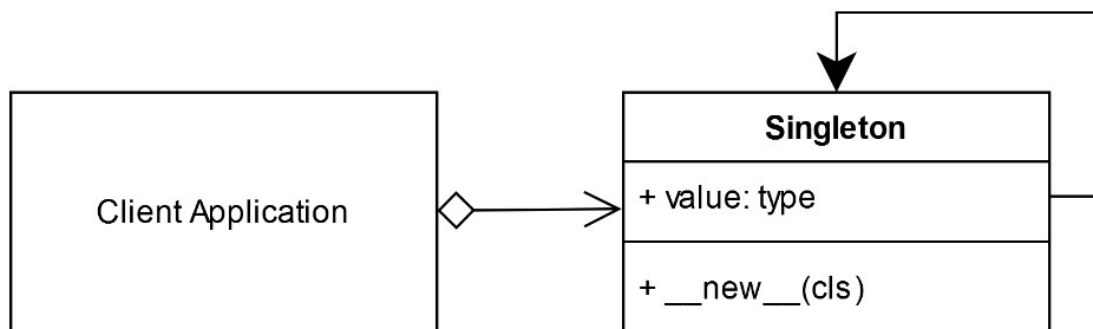 Singleton
+ value: type
Client Application
+ __new__(cls)